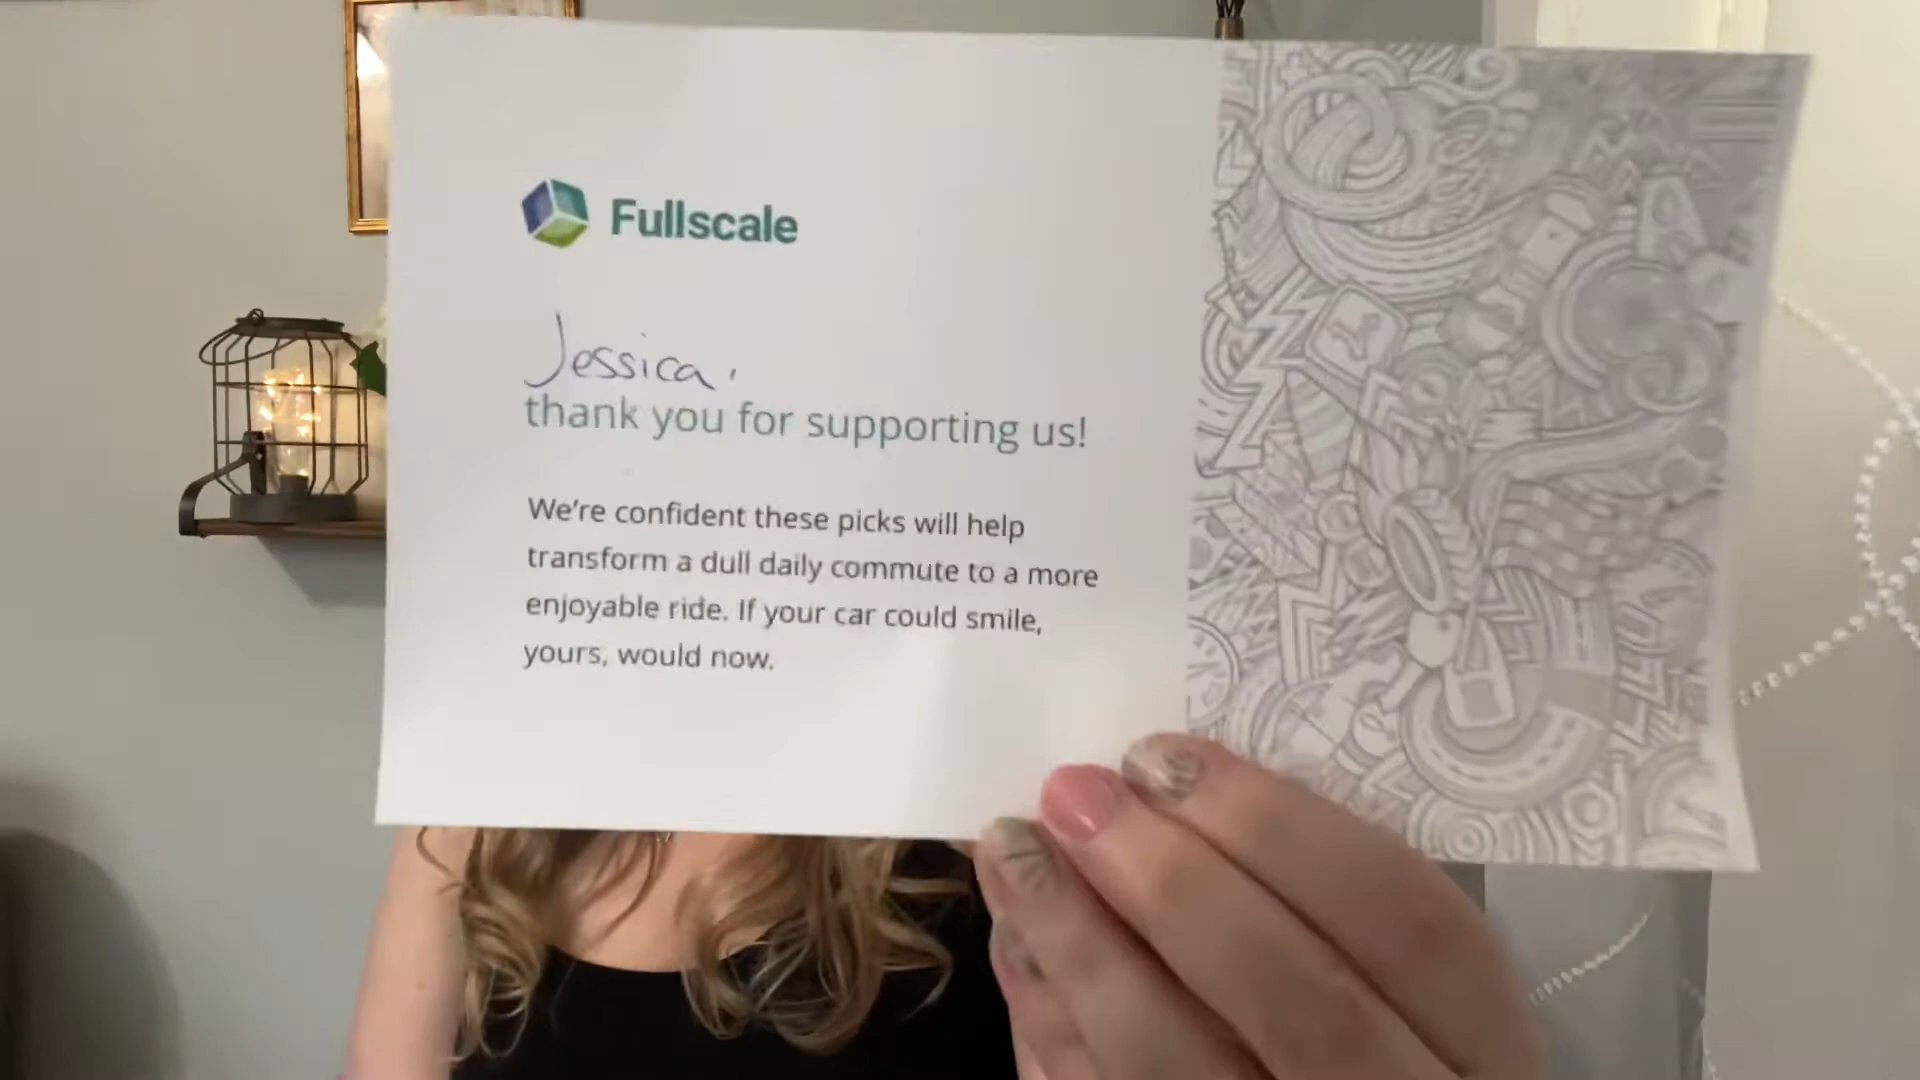 Fullscale
Jessica,
thank you for supporting us!
We're confident these picks will help
transform a dull daily commute to a more
enjoyable ride. If your car could smile,
yours, would now.